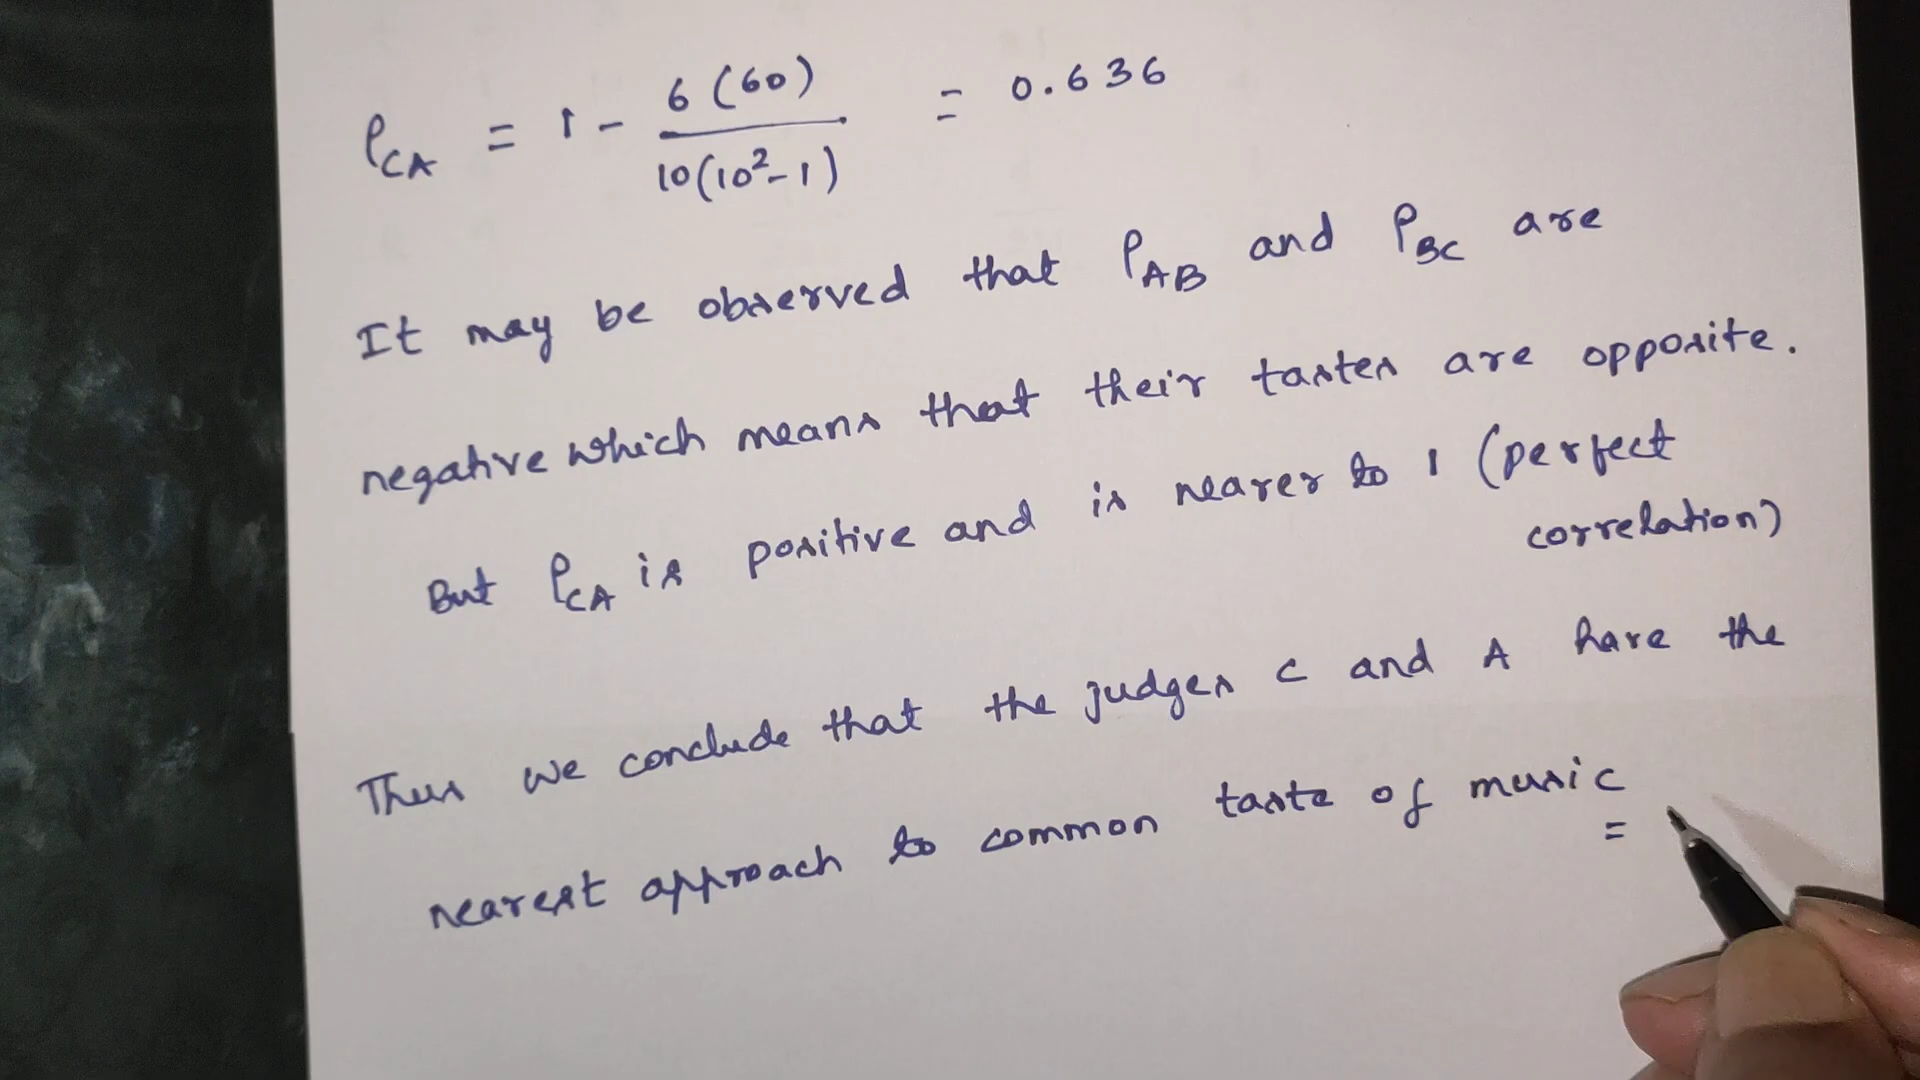 ρCA = 1 - 6(60) / 10(10²-1) = 0.636
It may be observed that ρAB and ρBC are
negative which means that their tastes are opposite.
But ρCA is positive and is nearer to 1 (perfect
correlation)
Thus we conclude that the judges C and A have the
nearest approach to common taste of music
=